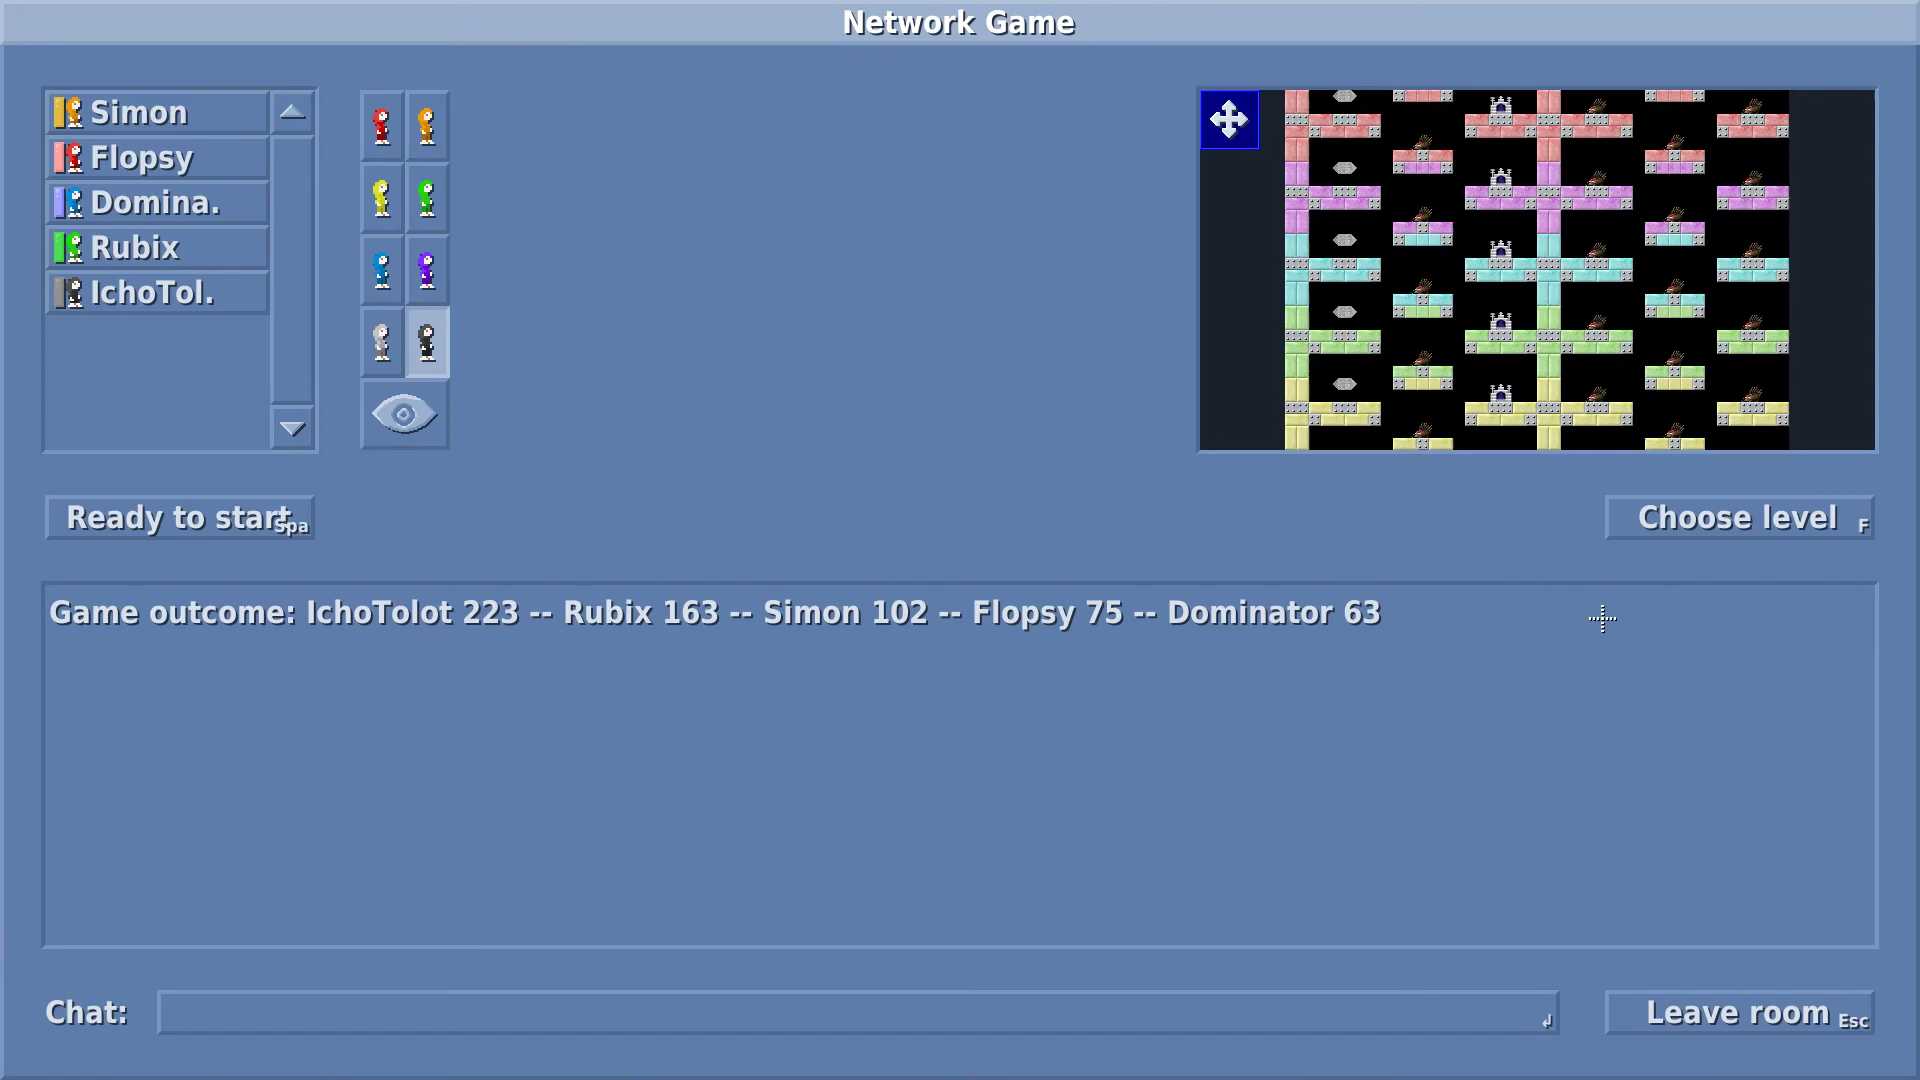 Network Game
Simon
Flopsy
Domina.
Rubix
IchoTol.
Ready to start Spa
Choose level F
Game outcome: IchoTolot 223 -- Rubix 163 -- Simon 102 -- Flopsy 75 -- Dominator 63
Chat:
Leave room Esc